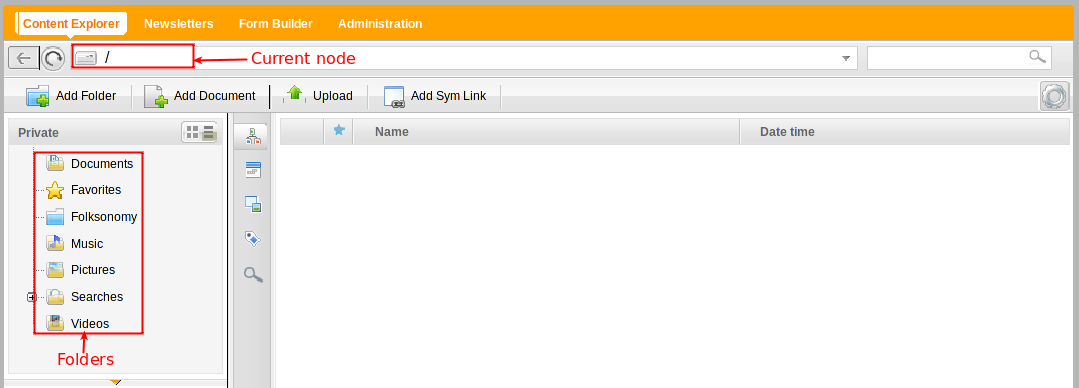 Content Explorer Newsletters Form Builder Administration
/ Current node
Add Folder Add Document Upload Add Sym Link
Private Name Date time
Documents
Favorites
Folksonomy
Music
Pictures
Searches
Videos
Folders